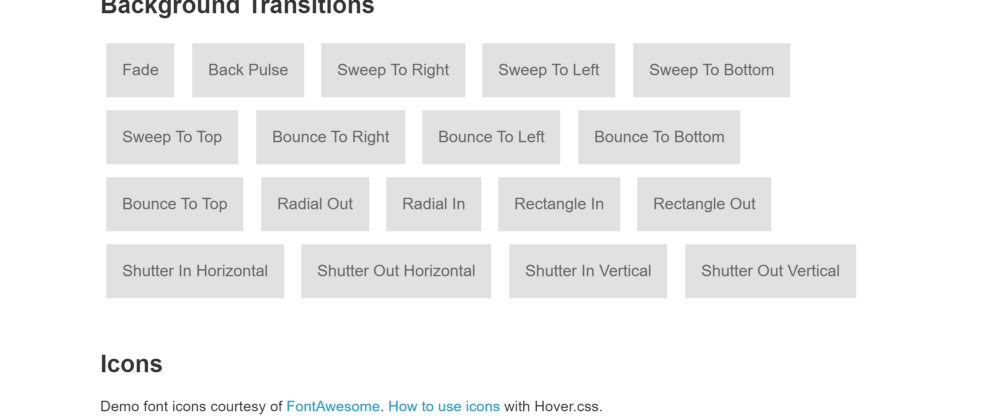 Background Transitions
Fade Back Pulse Sweep To Right Sweep To Left Sweep To Bottom
Sweep To Top Bounce To Right Bounce To Left Bounce To Bottom
Bounce To Top Radial Out Radial In Rectangle In Rectangle Out
Shutter In Horizontal Shutter Out Horizontal Shutter In Vertical Shutter Out Vertical
Icons
Demo font icons courtesy of FontAwesome. How to use icons with Hover.css.